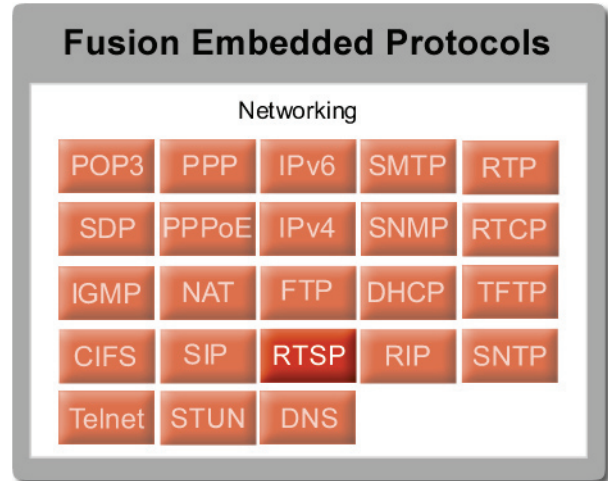 Fusion Embedded Protocols
Networking
POP3 PPP IPv6 SMTP RTP
SDP PPPoE IPv4 SNMP RTCP
IGMP NAT FTP DHCP TFTP
CIFS SIP RTSP RIP SNTP
Telnet STUN DNS